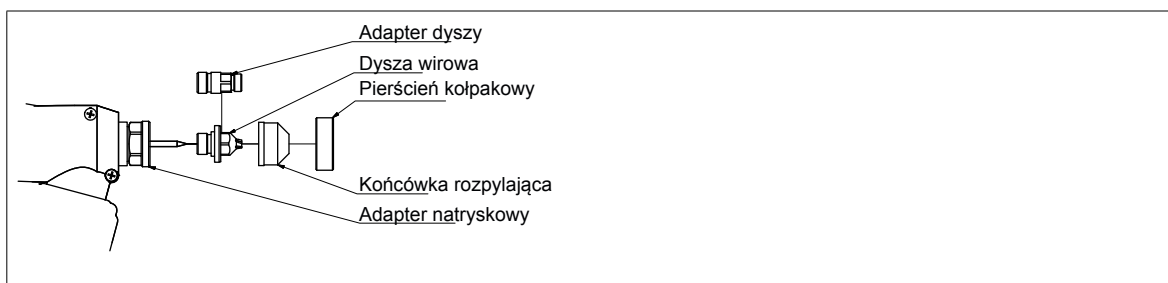 Adapter dyszy
Dysza wirowa
Pierścień kołpakowy
Końcówka rozpylająca
Adapter natryskowy